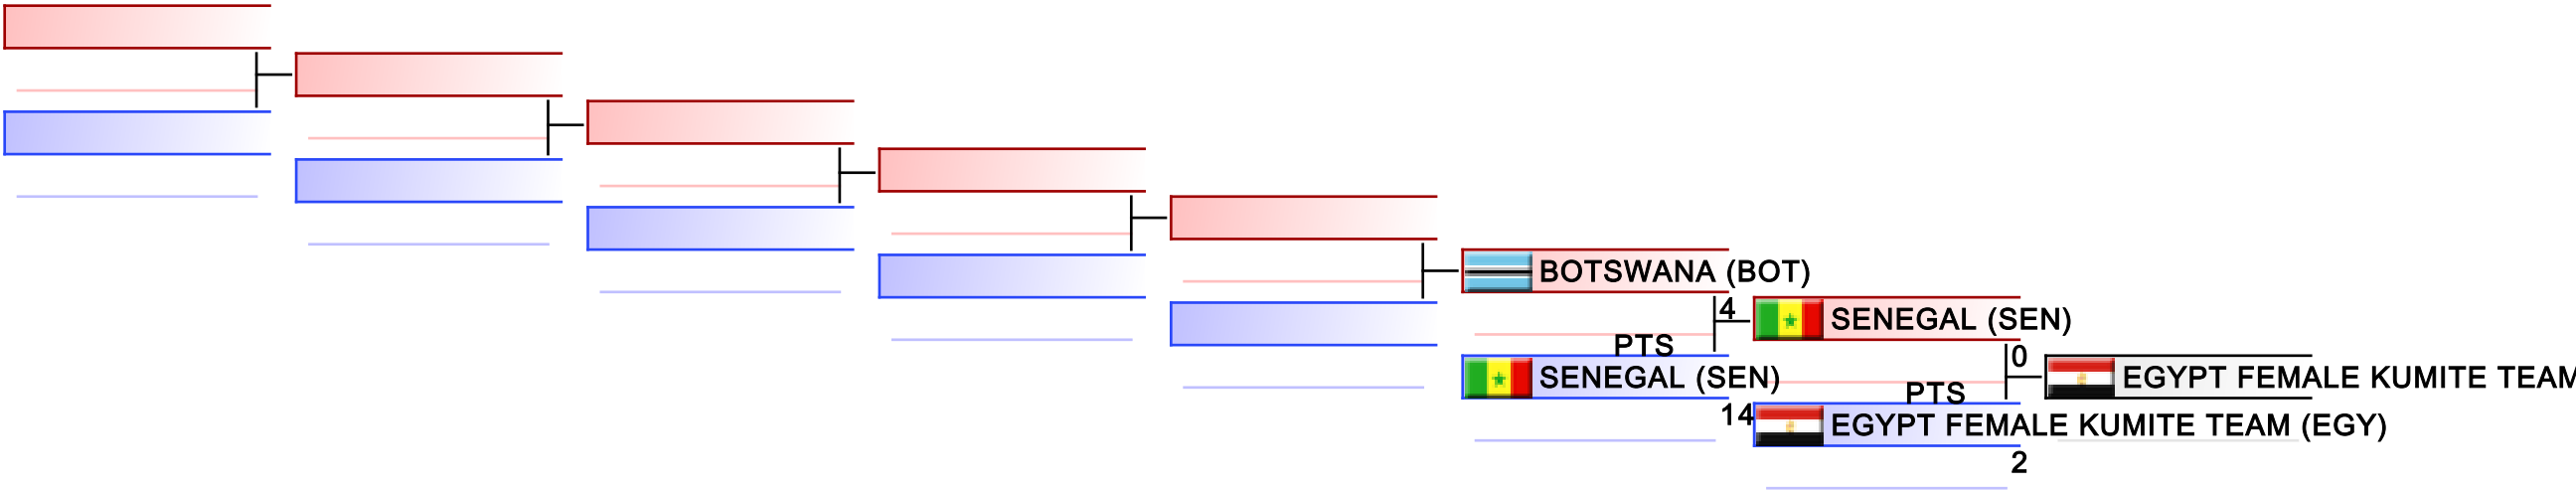 BOTSWANA (BOT)
4
PTS
SENEGAL (SEN)
14
SENEGAL (SEN)
0
PTS
EGYPT FEMALE KUMITE TEAM (EGY)
2
EGYPT FEMALE KUMITE TEAM